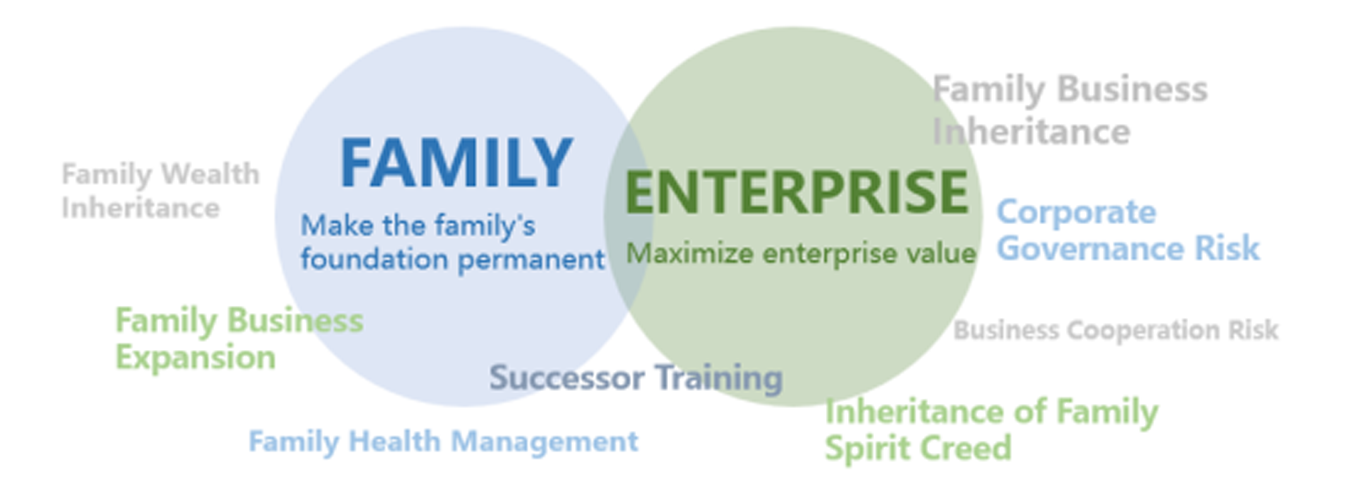 FAMILY
Make the family's
foundation permanent
ENTERPRISE
Maximize enterprise value
Family Wealth
Inheritance
Family Business
Expansion
Family Health Management
Successor Training
Family Business
Inheritance
Corporate
Governance Risk
Business Cooperation Risk
Inheritance of Family
Spirit Creed